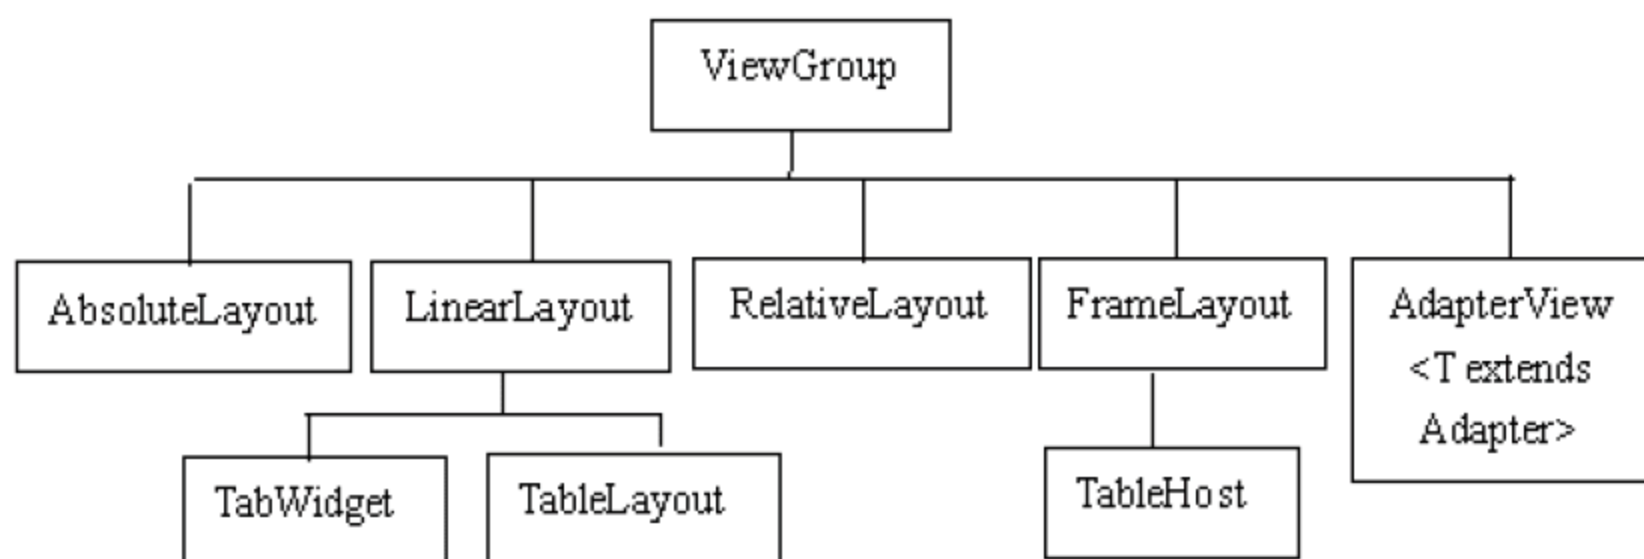 ViewGroup
AbsoluteLayout
LinearLayout
RelativeLayout
FrameLayout
AdapterView
<T extends
Adapter>
TabWidget
TableLayout
TableHost